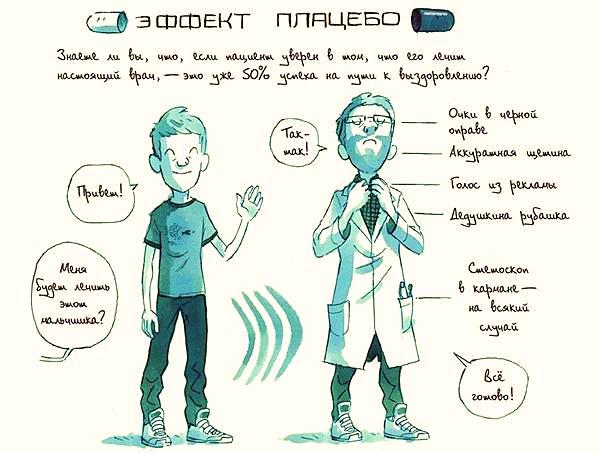 ЭФФЕКТ ПЛАЦЕБО
Знаете ли вы, что, если пациент уверен в том, что его лечит
настоящий врач, — это уже 50% успеха на пути к выздоровлению?
Привет!
Меня
будет лечить
этот
мальчишка?
Так-
так!
Очки в черной
оправе
Аккуратная щетина
Голос из рекламы
Дедушкина рубашка
Стетоскоп
в кармане —
на всякий
случай
Всё
готово!